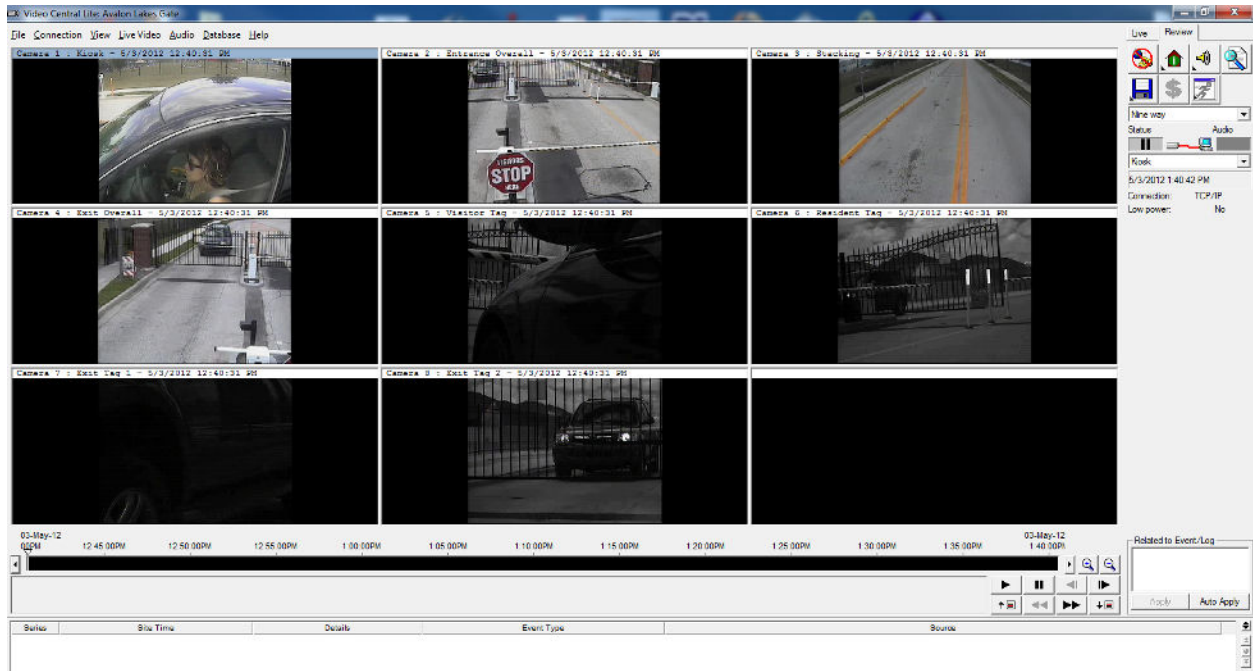 Video Central Lite: Avalon Lakes Gate
File Connection View Live Video Audio Database Help
Live Review
Camera 1 : Kiosk - 5/3/2012 12:40:31 PM
Camera 2 : Entrance Overall - 5/3/2012 12:40:31 PM
Camera 3 : Stacking - 5/3/2012 12:40:31 PM
STOP
Nine way
Status Audio
Kiosk
5/3/2012 1:40:42 PM
Connection: TCP/IP
Low power: No
Camera 4 : Exit Overall - 5/3/2012 12:40:31 PM
Camera 5 : Visitor Tag - 5/3/2012 12:40:31 PM
Camera 6 : Resident Tag - 5/3/2012 12:40:31 PM
Camera 7 : Exit Tag 1 - 5/3/2012 12:40:31 PM
Camera 8 : Exit Tag 2 - 5/3/2012 12:40:31 PM
03-May-12 03-May-12
12:45:00PM 12:50:00PM 12:55:00PM 1:00:00PM 1:05:00PM 1:10:00PM 1:15:00PM 1:20:00PM 1:25:00PM 1:30:00PM 1:35:00PM 1:40:00PM
Related to Event/Log
Apply Auto Apply
Series Site Time Details Event Type Source